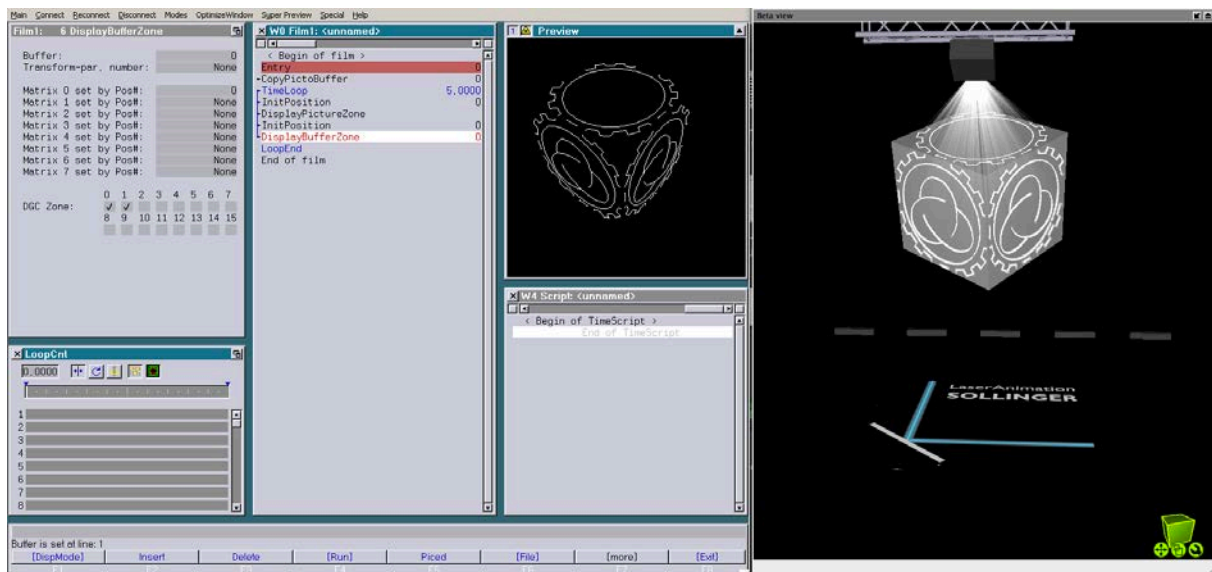 Main Connect Reconnect Disconnect Modes OptimizeWindow Super Preview Special Help
Beta view
Film1: 6 DisplayBufferZone
Buffer: 0
Transform-par. number: None
Matrix 0 set by Pos#: 0
Matrix 1 set by Pos#: None
Matrix 2 set by Pos#: None
Matrix 3 set by Pos#: None
Matrix 4 set by Pos#: None
Matrix 5 set by Pos#: None
Matrix 6 set by Pos#: None
Matrix 7 set by Pos#: None
0 1 2 3 4 5 6 7
DGC Zone:
8 9 10 11 12 13 14 15
W0 Film1: <unnamed>
< Begin of film >
Entry 0
CopyPictoBuffer 0
TimeLoop 5.0000
InitPosition 0
DisplayPictureZone
InitPosition 0
DisplayBufferZone 0
LoopEnd
End of film
1 Preview
W4 Script: <unnamed>
< Begin of TimeScript >
End of TimeScript
LoopCnt
0.0000
1
2
3
4
5
6
7
8
LaserAnimation
SOLLINGER
Buffer is set at line: 1
[DispMode] Insert Delete [Run] Piced [File] [more] [Exit]